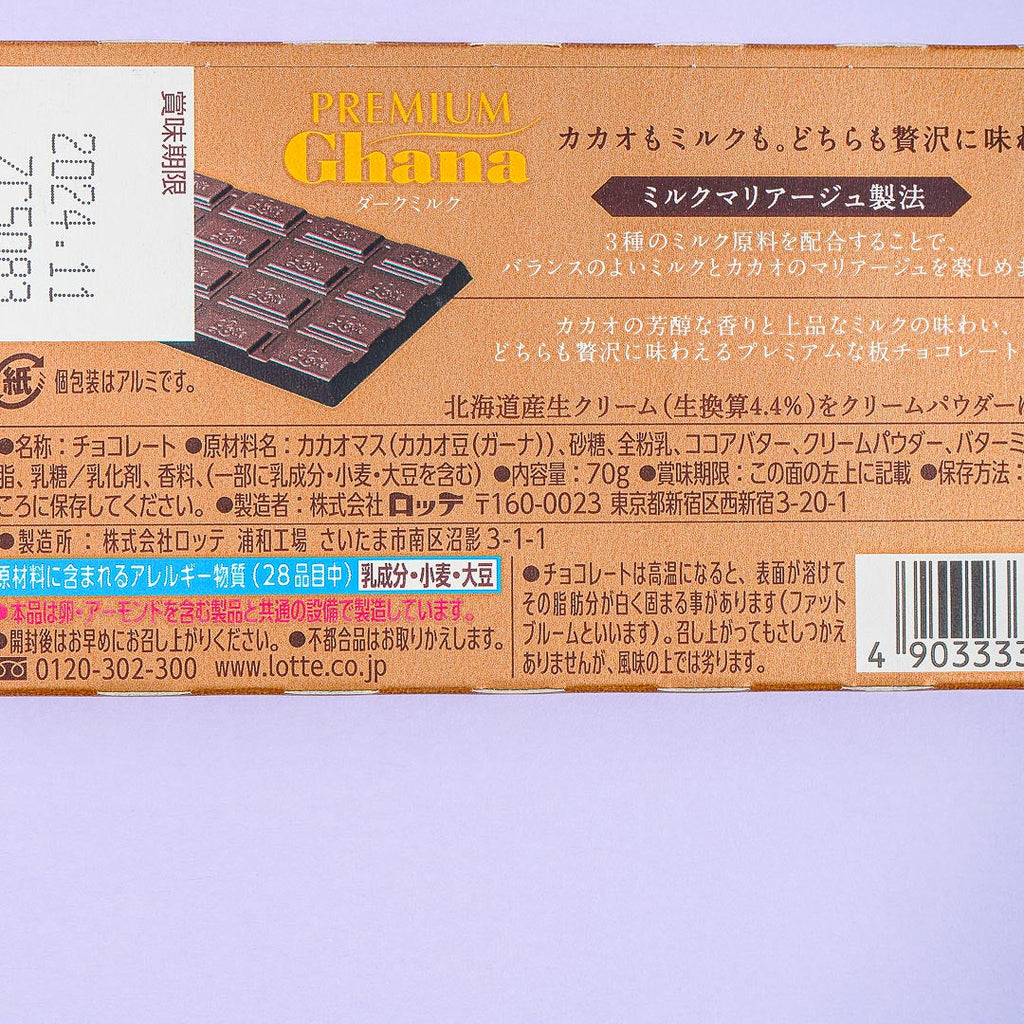 賞味期限
2024.11
PREMIUM
Ghana
ダークミルク
カカオもミルクも。どちらも贅沢に味わ
ミルクマリアージュ製法
3種のミルク原料を配合することで、
バランスのよいミルクとカカオのマリアージュを楽しめ
カカオの芳醇な香りと上品なミルクの味わい、
どちらも贅沢に味わえるプレミアムな板チョコレート
北海道産生クリーム(生換算4.4%)をクリームパウダーに
紙 個包装はアルミです。
●名称：チョコレート ●原材料名：カカオマス(カカオ豆(ガーナ))、砂糖、全粉乳、ココアバター、クリームパウダー、バターミ
脂、乳糖／乳化剤、香料、(一部に乳成分・小麦・大豆を含む) ●内容量：70g ●賞味期限：この面の左上に記載 ●保存方法：
ころに保存してください。●製造者：株式会社 ロッテ 〒160-0023 東京都新宿区西新宿3-20-1
●製造所：株式会社ロッテ 浦和工場 さいたま市南区沼影3-1-1
原材料に含まれるアレルギー物質(28品目中) 乳成分・小麦・大豆
●本品は卵・アーモンドを含む製品と共通の設備で製造しています。
●開封後はお早めにお召し上がりください。 ●不都合品はお取りかえします。
0120-302-300 www.lotte.co.jp
●チョコレートは高温になると、表面が溶けて
その脂肪分が白く固まる事があります(ファット
ブルームといいます)。召し上がってもさしつかえ
ありませんが、風味の上では劣ります。
4 903333